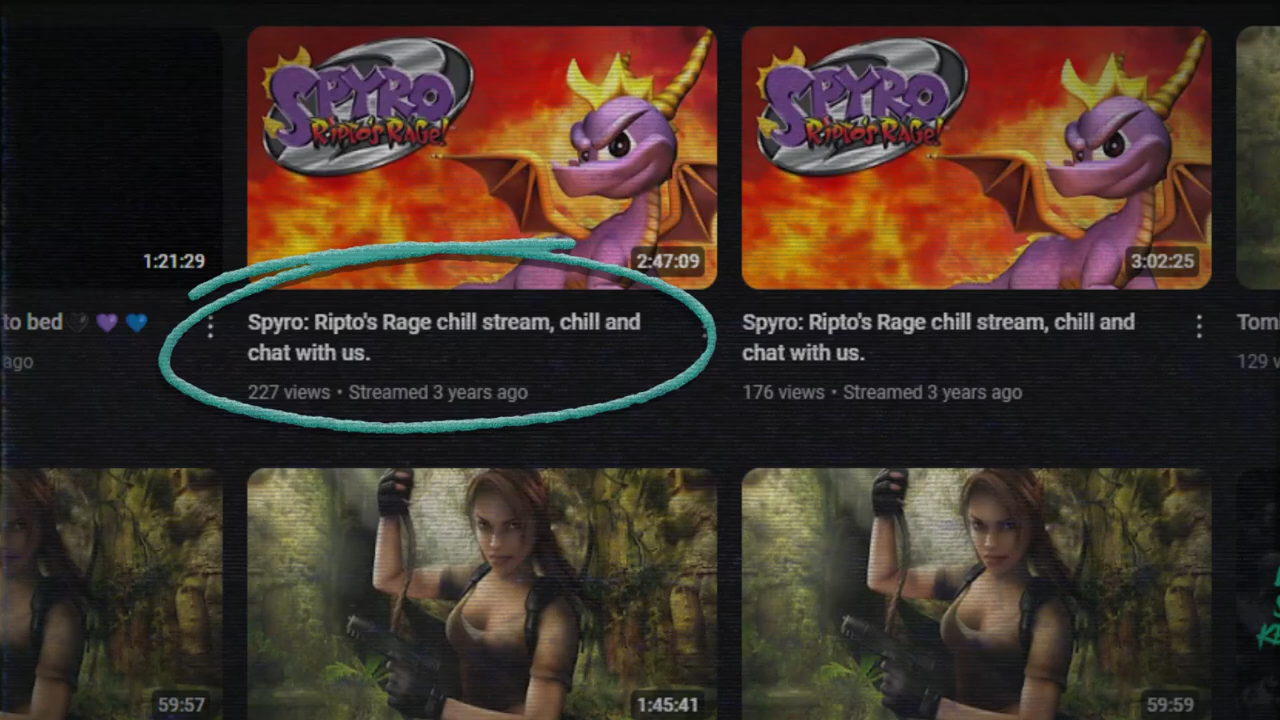 SPYRO
RIPTO'S RAGE!
SPYRO
RIPTO'S RAGE!
1:21:29
2:47:09
3:02:25
to bed
ago
Spyro: Ripto's Rage chill stream, chill and
chat with us.
227 views • Streamed 3 years ago
Spyro: Ripto's Rage chill stream, chill and
chat with us.
176 views • Streamed 3 years ago
Tom
129 v
59:57
1:45:41
59:59